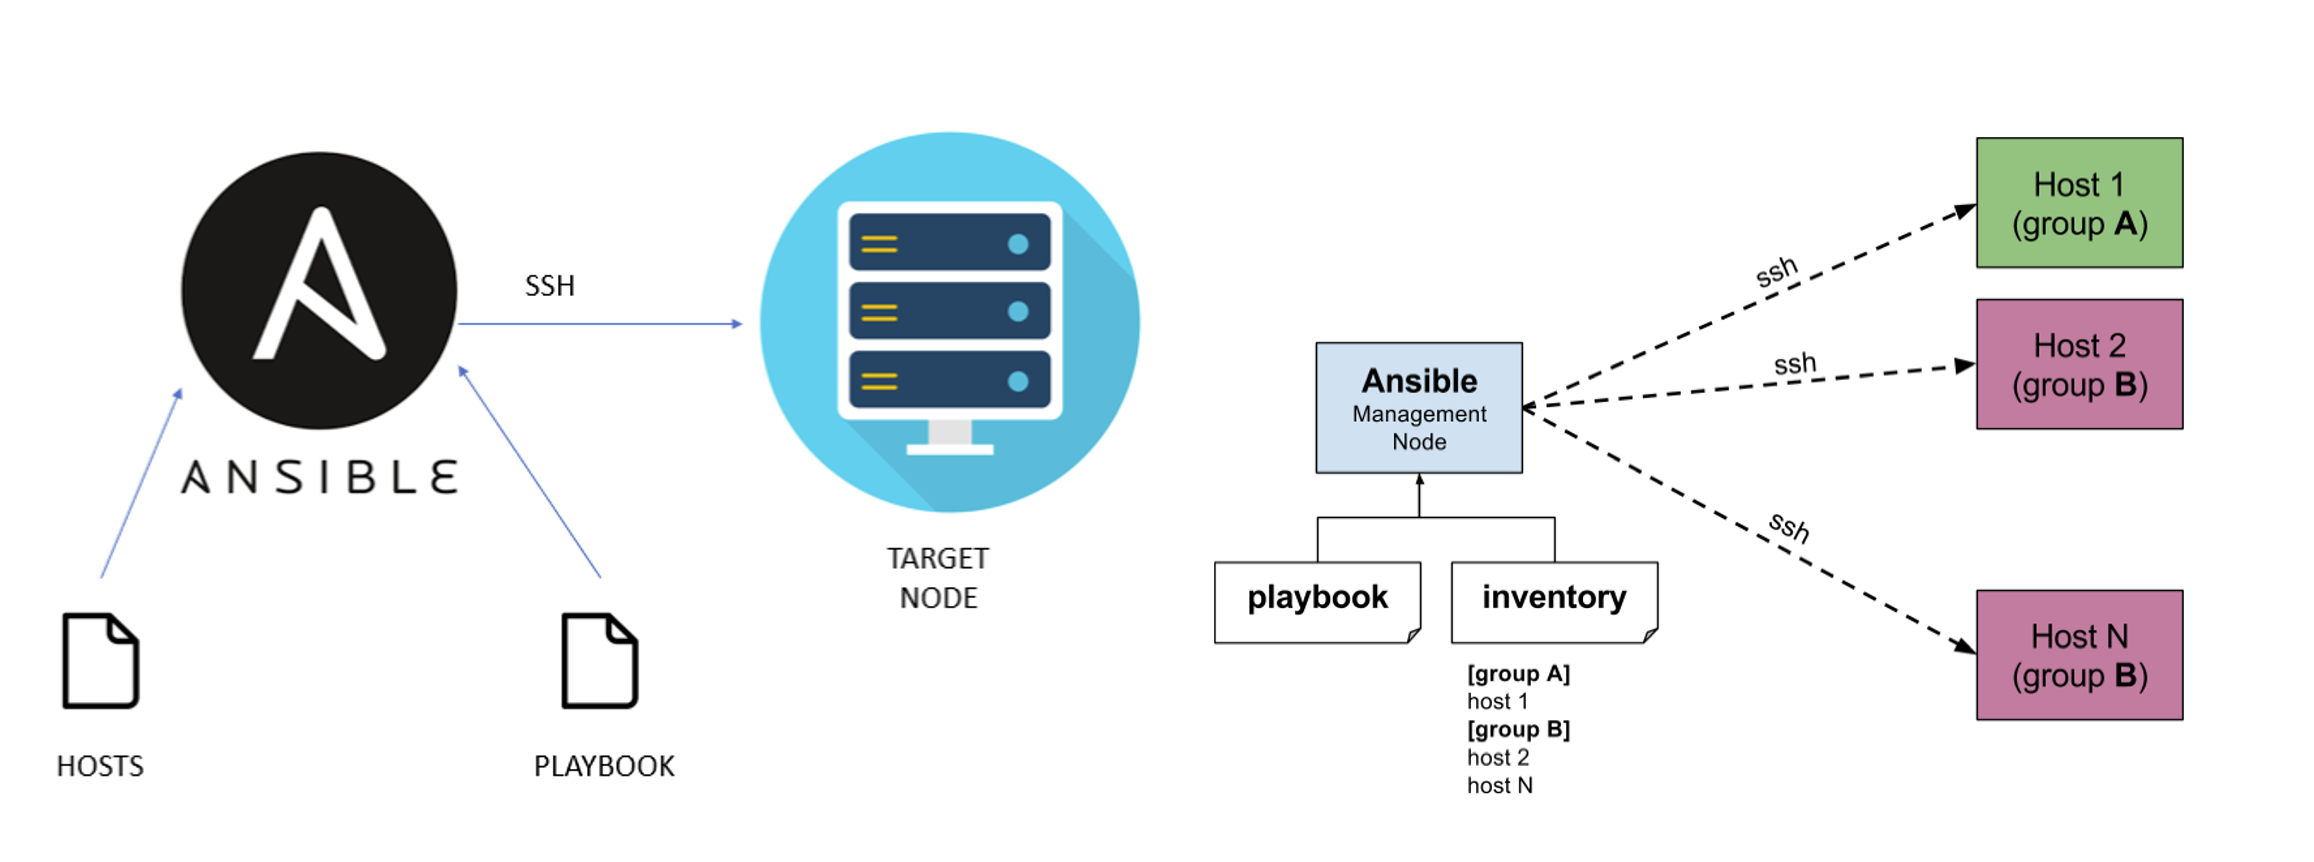 ANSIBLE
SSH
TARGET
NODE
HOSTS
PLAYBOOK
Ansible
Management
Node
playbook
inventory
[group A]
host 1
[group B]
host 2
host N
ssh
ssh
ssh
Host 1
(group A)
Host 2
(group B)
Host N
(group B)